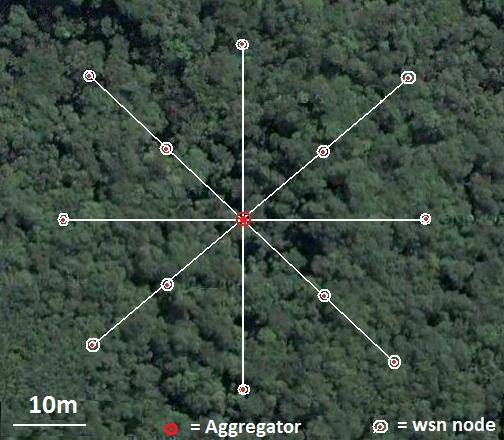 10m
= Aggregator
= wsn node